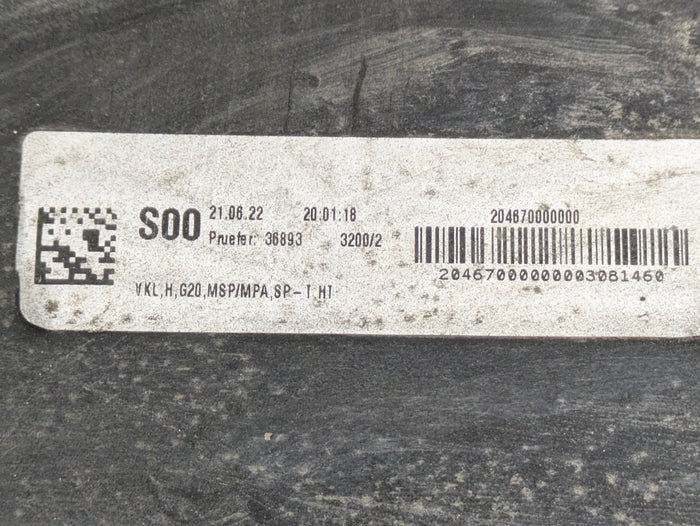 S00
21.06.22 20:01:18
Pruefer: 36893 3200/2
204670000000
20467000000003081460
VKL,H,G20,MSP/MPA,SP-T,HT